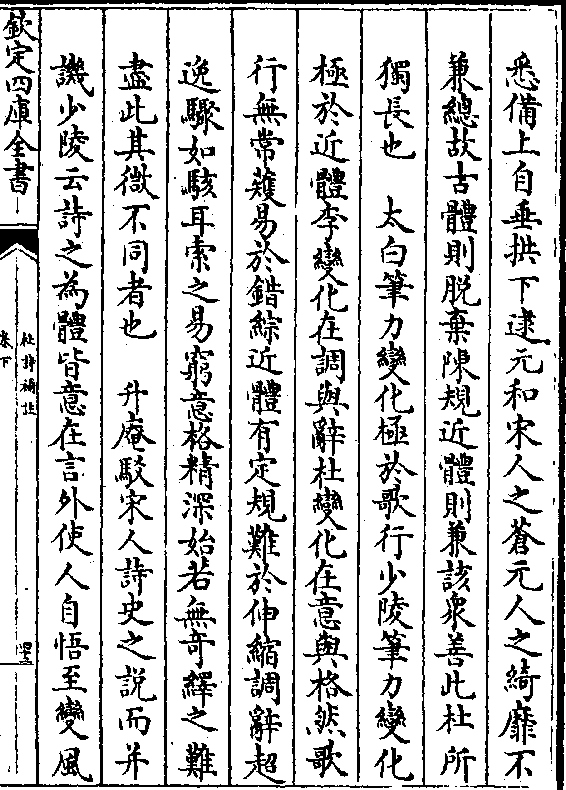 悉備上自垂拱下逮元和宋人之蒼元人之綺靡不
兼總故古體則脱棄陳規近體則兼該衆善此杜所
獨長也　太白筆力變化極於歌行少陵筆力變化
極於近體李變化在調與辭杜變化在意與格然歌
行無常矱易於錯綜近體有定規難於伸縮調辭超
逸驟如駭耳索之易窮意格精深始若無奇繹之難
盡此其微不同者也　升庵駁宋人詩史之説而并
譏少陵云詩之為體皆意在言外使人自悟至變風
欽定四庫全書
杜詩補註
卷下